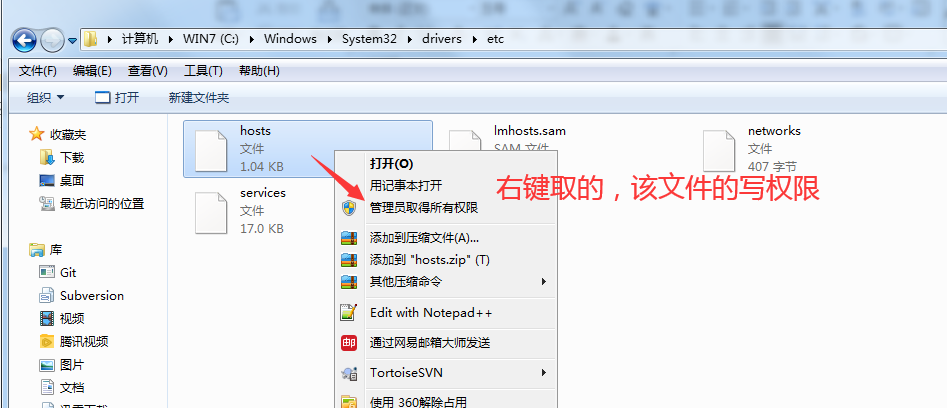 计算机 WIN7 (C:) Windows System32 drivers etc
文件(F) 编辑(E) 查看(V) 工具(T) 帮助(H)
组织 打开 新建文件夹
收藏夹
下载
桌面
最近访问的位置
库
Git
Subversion
视频
腾讯视频
图片
文档
迅雷下载
hosts
文件
1.04 KB
lmhosts.sam
SAM 文件
networks
文件
407 字节
services
文件
17.0 KB
打开(O)
用记事本打开
管理员取得所有权限
添加到压缩文件(A)...
添加到 "hosts.zip" (T)
其他压缩命令
Edit with Notepad++
通过网易邮箱大师发送
TortoiseSVN
使用 360解除占用
右键取的，该文件的写权限